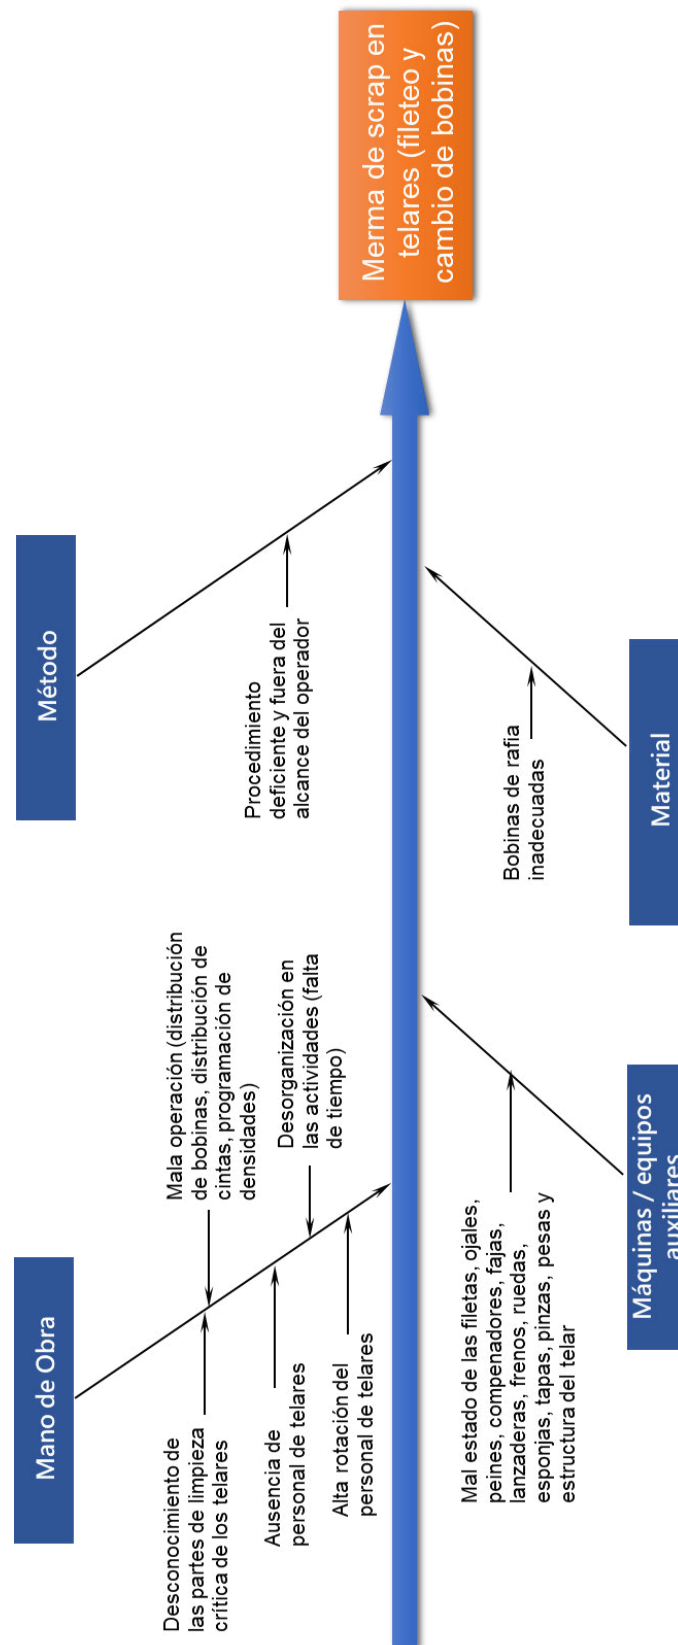 Mano de Obra
Método
Desconocimiento de
las partes de limpieza
crítica de los telares
Mala operación (distribución
de bobinas, distribución de
cintas, programación de
densidades)
Ausencia de
personal de telares
Desorganización en
las actividades (falta
de tiempo)
Alta rotación del
personal de telares
Procedimiento
deficiente y fuera del
alcance del operador
Merma de scrap en
telares (fileteo y
cambio de bobinas)
Mal estado de las filetas, ojales,
peines, compenadores, fajas,
lanzaderas, frenos, ruedas,
esponjas, tapas, pinzas, pesas y
estructura del telar
Bobinas de rafia
inadecuadas
Máquinas / equipos
auxiliares
Material